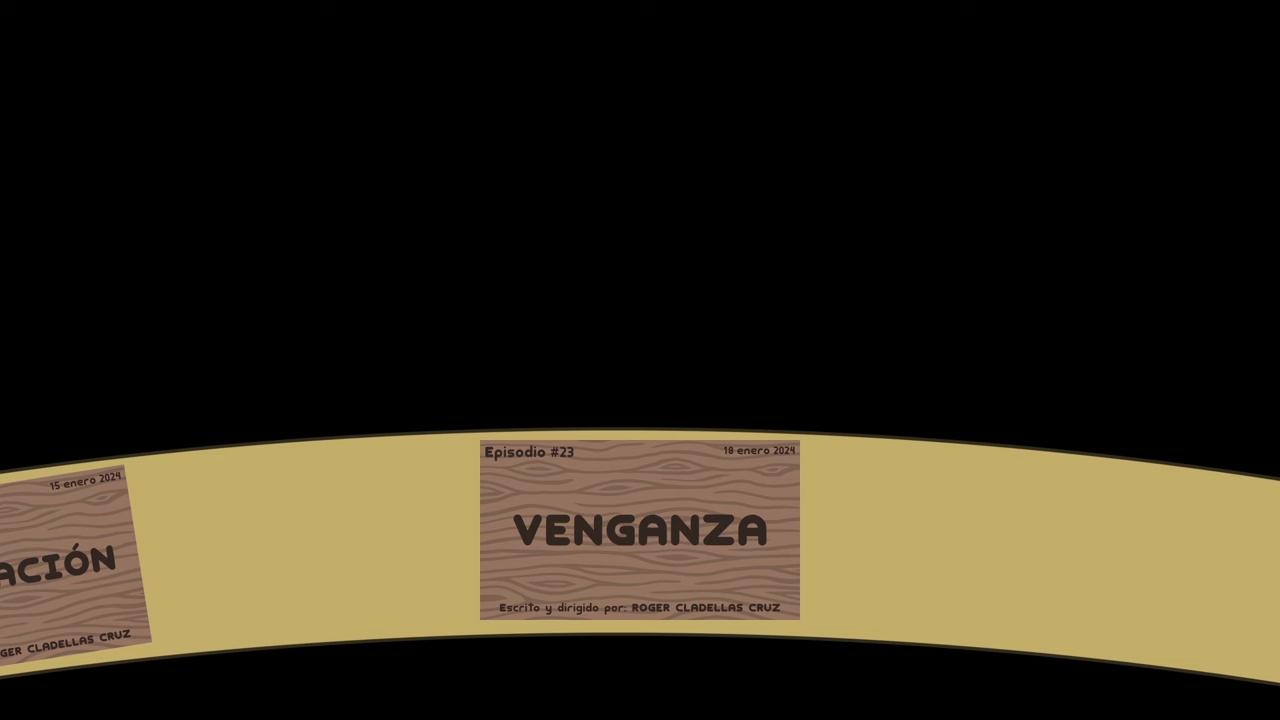 15 enero 2024
ACIÓN
GER CLADELLAS CRUZ
Episodio #23
18 enero 2024
VENGANZA
Escrito y dirigido por: ROGER CLADELLAS CRUZ